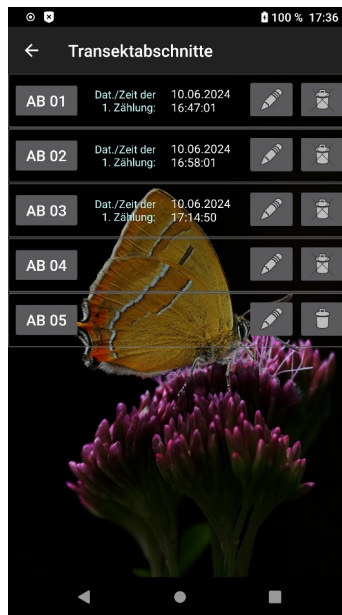 100 % 17:36
Transektabschnitte
AB 01
Dat./Zeit der 10.06.2024
1. Zählung: 16:47:01
AB 02
Dat./Zeit der 10.06.2024
1. Zählung: 16:58:01
AB 03
Dat./Zeit der 10.06.2024
1. Zählung: 17:14:50
AB 04
AB 05